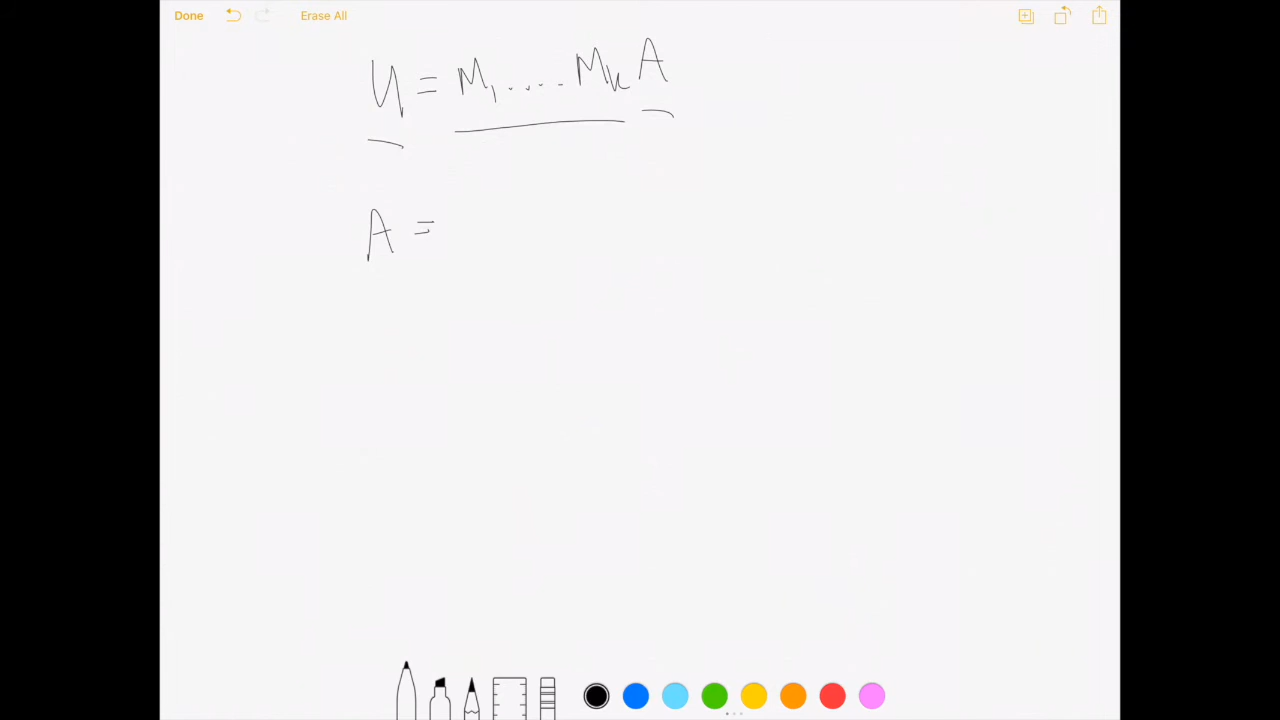 Done Erase All
U = M₁ ..... Mₖ A
A =